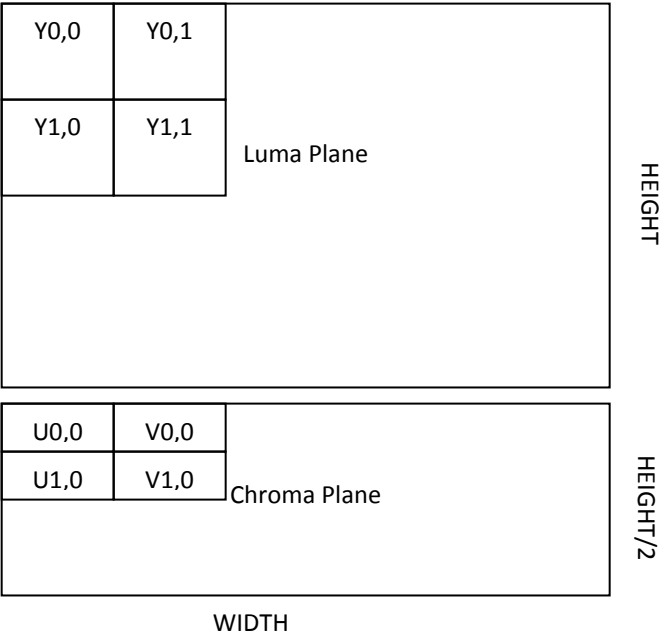 Y0,0 Y0,1
Y1,0 Y1,1
Luma Plane
HEIGHT
U0,0 V0,0
U1,0 V1,0
Chroma Plane
HEIGHT/2
WIDTH